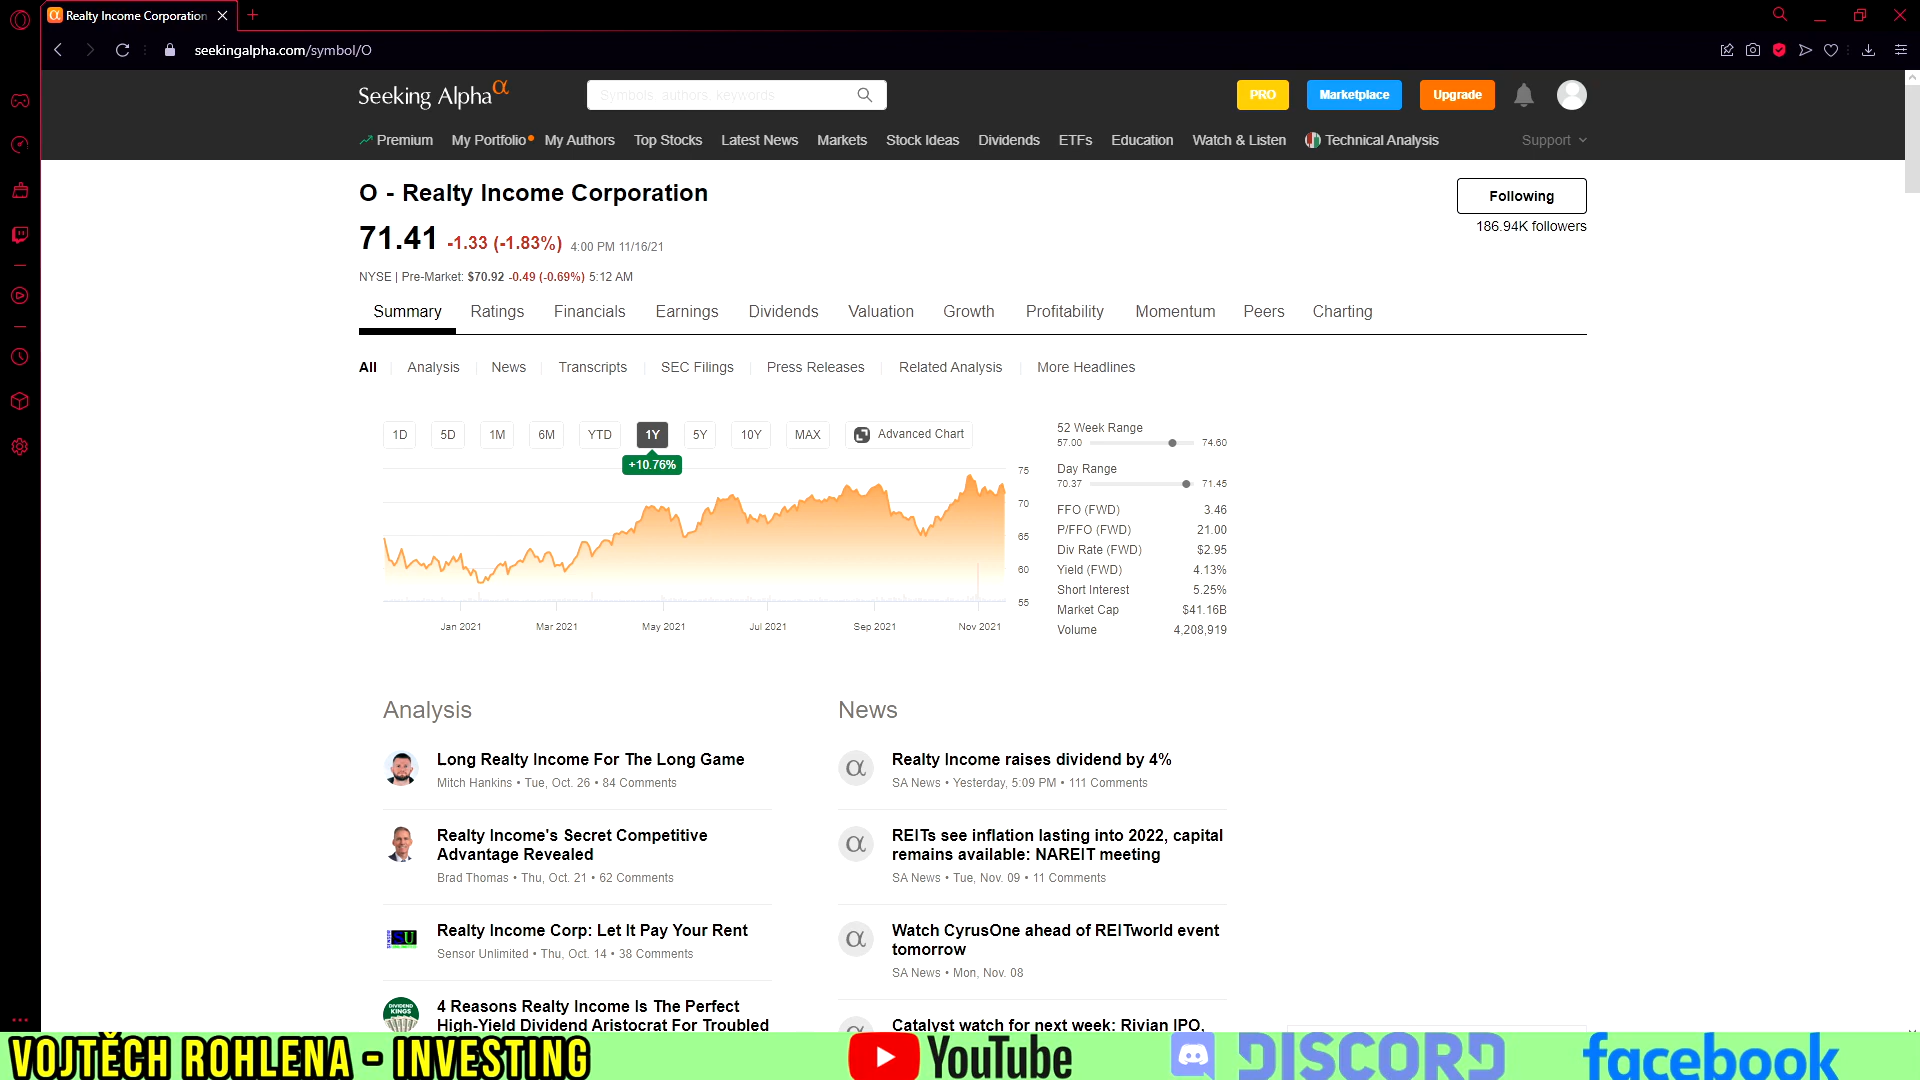 Realty Income Corporation
seekingalpha.com/symbol/O
Seeking Alpha α
Symbols, authors, keywords
PRO
Marketplace
Upgrade
Premium
My Portfolio
My Authors
Top Stocks
Latest News
Markets
Stock Ideas
Dividends
ETFs
Education
Watch & Listen
Technical Analysis
Support
O - Realty Income Corporation
Following
71.41 -1.33 (-1.83%) 4:00 PM 11/16/21
186.94K followers
NYSE | Pre-Market: $70.92 -0.49 (-0.69%) 5:12 AM
Summary
Ratings
Financials
Earnings
Dividends
Valuation
Growth
Profitability
Momentum
Peers
Charting
All
Analysis
News
Transcripts
SEC Filings
Press Releases
Related Analysis
More Headlines
1D
5D
1M
6M
YTD
1Y
5Y
10Y
MAX
Advanced Chart
+10.76%
75
70
65
60
55
Jan 2021
Mar 2021
May 2021
Jul 2021
Sep 2021
Nov 2021
52 Week Range
57.00 74.60
Day Range
70.37 71.45
FFO (FWD) 3.46
P/FFO (FWD) 21.00
Div Rate (FWD) $2.95
Yield (FWD) 4.13%
Short Interest 5.25%
Market Cap $41.16B
Volume 4,208,919
Analysis
Long Realty Income For The Long Game
Mitch Hankins • Tue, Oct. 26 • 84 Comments
Realty Income's Secret Competitive
Advantage Revealed
Brad Thomas • Thu, Oct. 21 • 62 Comments
SU
Realty Income Corp: Let It Pay Your Rent
Sensor Unlimited • Thu, Oct. 14 • 38 Comments
DIVIDEND
KINGS
4 Reasons Realty Income Is The Perfect
High-Yield Dividend Aristocrat For Troubled
News
α
Realty Income raises dividend by 4%
SA News • Yesterday, 5:09 PM • 111 Comments
α
REITs see inflation lasting into 2022, capital
remains available: NAREIT meeting
SA News • Tue, Nov. 09 • 11 Comments
α
Watch CyrusOne ahead of REITworld event
tomorrow
SA News • Mon, Nov. 08
α
Catalyst watch for next week: Rivian IPO,
VOJTĚCH ROHLENA - INVESTING
YouTube
DISCORD
facebook